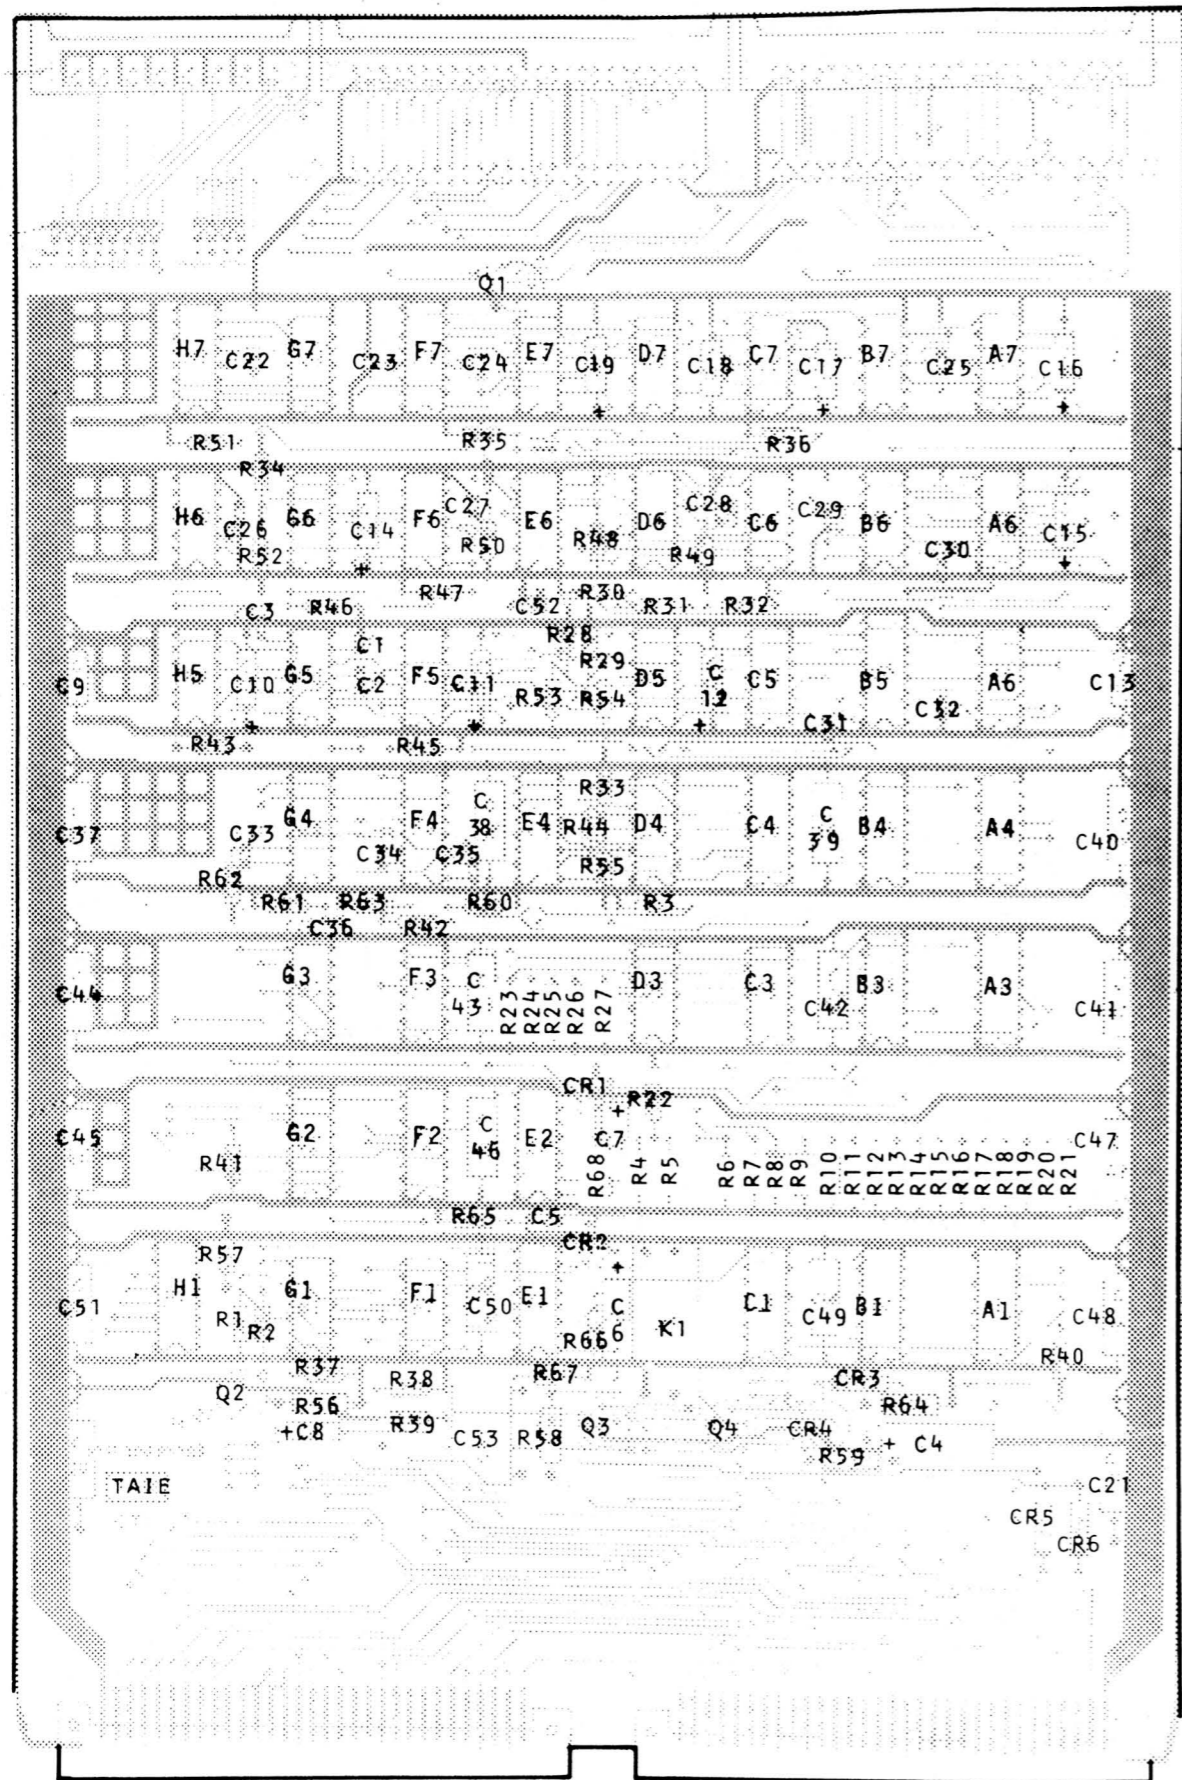 Q1
H7 C22 G7 C23 F7 C24 E7 C19 D7 C18 C7 C17 B7 C25 A7 C16
+ + +
R51 R35 R36
R34
H6 C26 G6 C14 F6 C27 E6 R48 D6 C28 C6 C29 B6 C30 A6 C15
R52 R50 R49
+ +
R47 R30
C3 R46 C52 R31 R32
R28
C1 R29
C9 H5 C10 G5 C2 F5 C11 R53 R54 D5 C 12 C5 B5 C32 A6 C13
+ + + C31
R43 R45
R33
C37 C33 G4 F4 C 38 E4 R44 D4 C4 C 39 B4 A4 C40
C34 C35 R55
R62
R61 R63 R60 R3
C36 R42
C44 G3 F3 C 43 R23 R24 R25 R26 R27 D3 C3 C42 B3 A3 C41
CR1
+ R22
C45 G2 F2 C 46 E2 C7 C47
R41 R68 R4 R5 R6 R7 R8 R9 R10 R11 R12 R13 R14 R15 R16 R17 R18 R19 R20 R21
R65 C5
CR2
R57 +
C51 H1 G1 F1 C50 E1 C 6 K1 C1 C49 B1 A1 C48
R1 R2 R66
R40
R37 R38 R67 CR3
Q2
R56 R64
+C8 R39 C53 R58 Q3 Q4 CR4 + C4
R59
TAIE C21
CR5
CR6